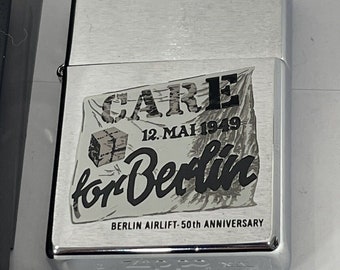 CARE
12. MAI 1949
for Berlin
BERLIN AIRLIFT-50th ANNIVERSARY